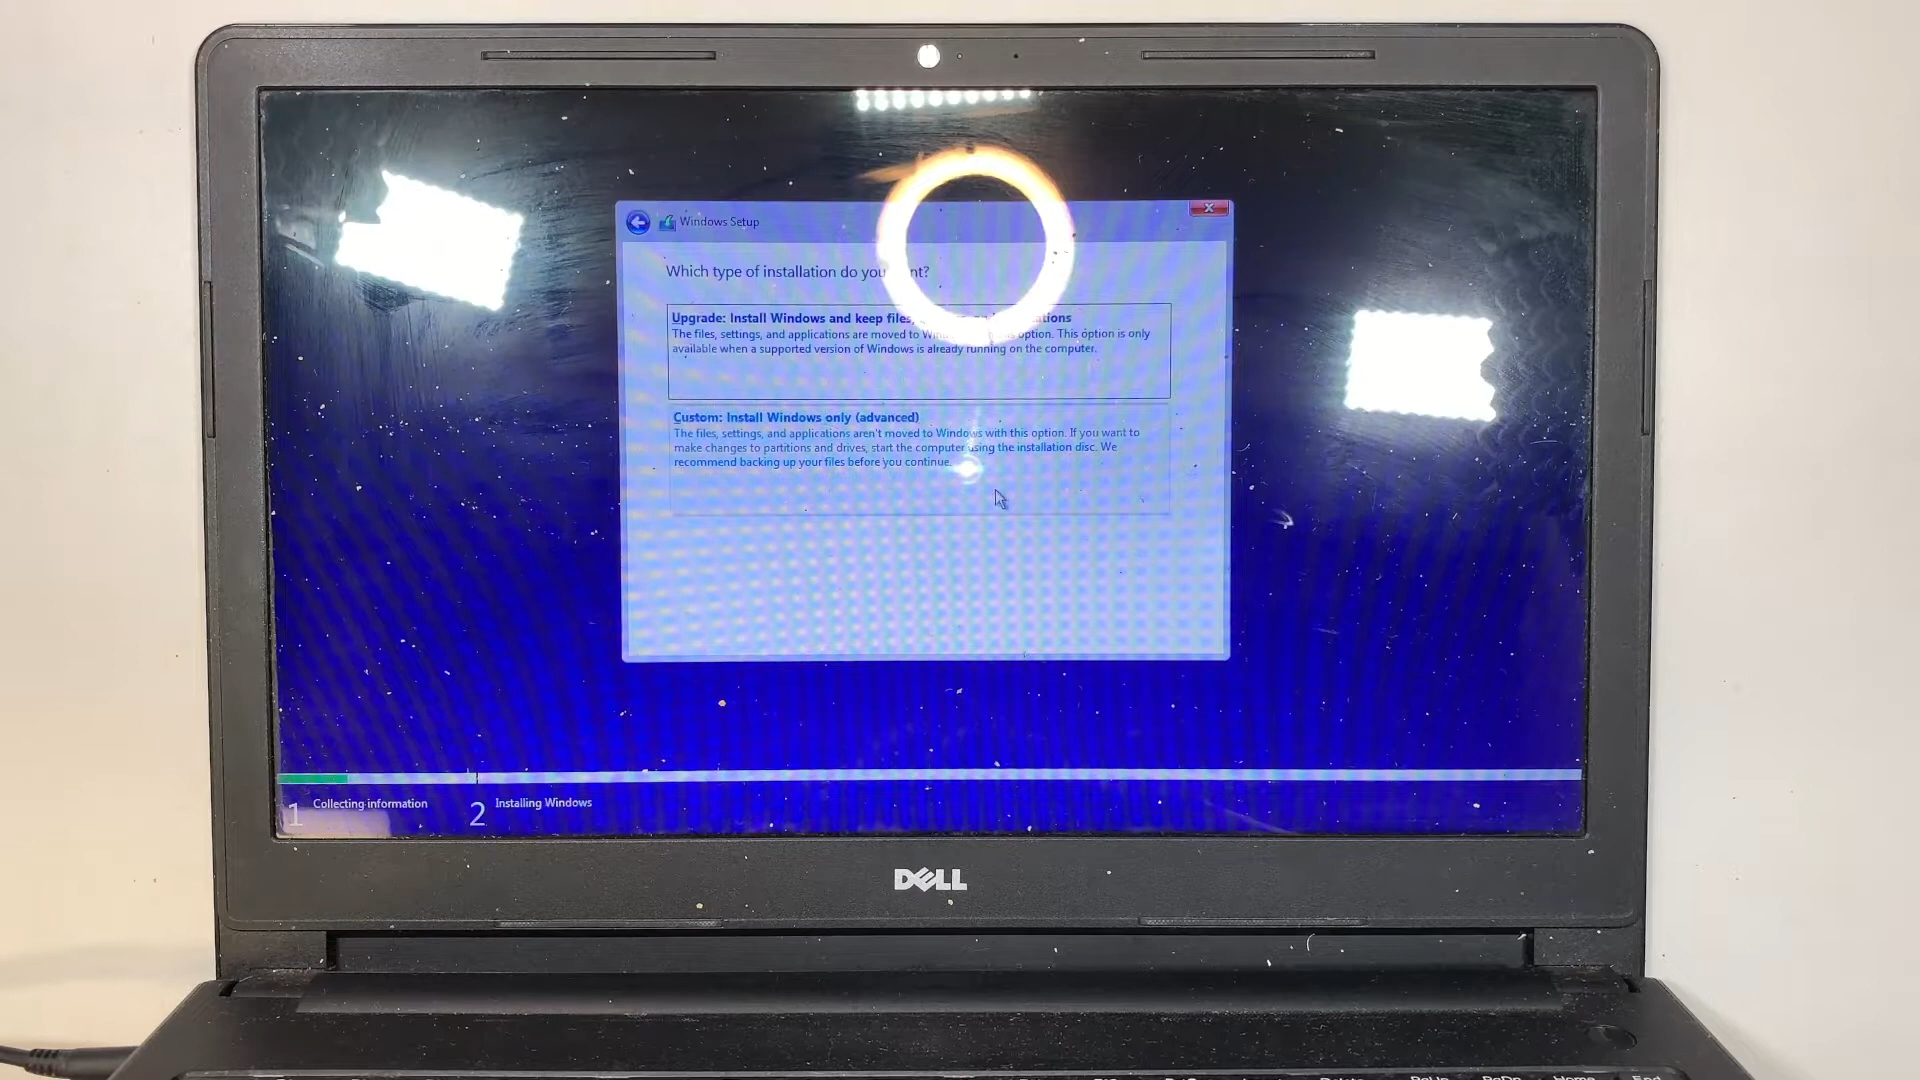 Windows Setup
Which type of installation do you
Upgrade: Install Windows and keep files,
The files, settings, and applications are moved to option. This option is only
available when a supported version of Windows is already running on the computer.
Custom: Install Windows only (advanced)
The files, settings, and applications aren't moved to Windows with this option. If you want to
make changes to partitions and drives, start the computer using the installation disc. We
recommend backing up your files before you continue.
1 Collecting information
2 Installing Windows
DELL